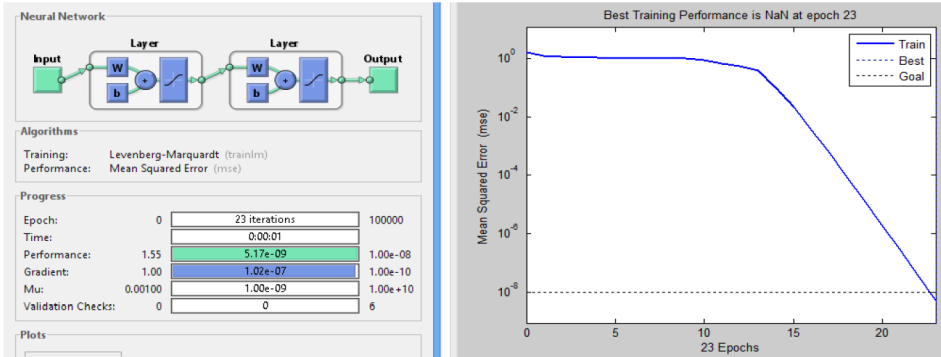 Neural Network
Layer Layer
Input Output
W W
+ +
b b
Algorithms
Training: Levenberg-Marquardt (trainlm)
Performance: Mean Squared Error (mse)
Progress
Epoch: 0 23 iterations 100000
Time: 0:00:01
Performance: 1.55 5.17e-09 1.00e-08
Gradient: 1.00 1.02e-07 1.00e-10
Mu: 0.00100 1.00e-09 1.00e+10
Validation Checks: 0 0 6
Plots
Best Training Performance is NaN at epoch 23
Mean Squared Error (mse)
10^0
10^-2
10^-4
10^-6
10^-8
Train
Best
Goal
0 5 10 15 20
23 Epochs